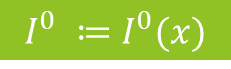 I⁰ ≔ I⁰(x)